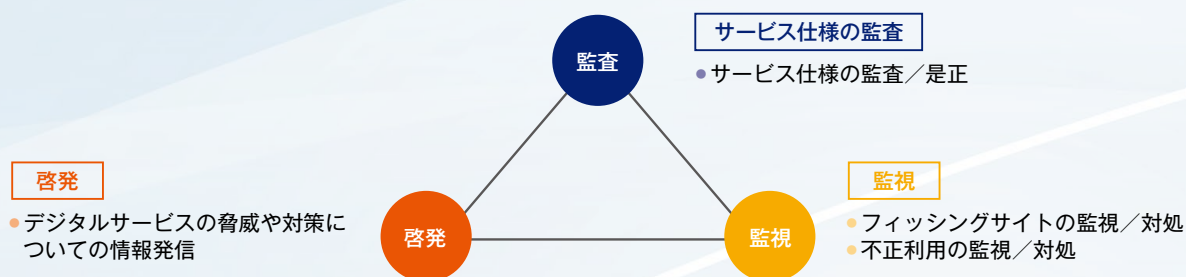 監査
サービス仕様の監査
サービス仕様の監査／是正
啓発
デジタルサービスの脅威や対策に
ついての情報発信
啓発
監視
監視
フィッシングサイトの監視／対処
不正利用の監視／対処